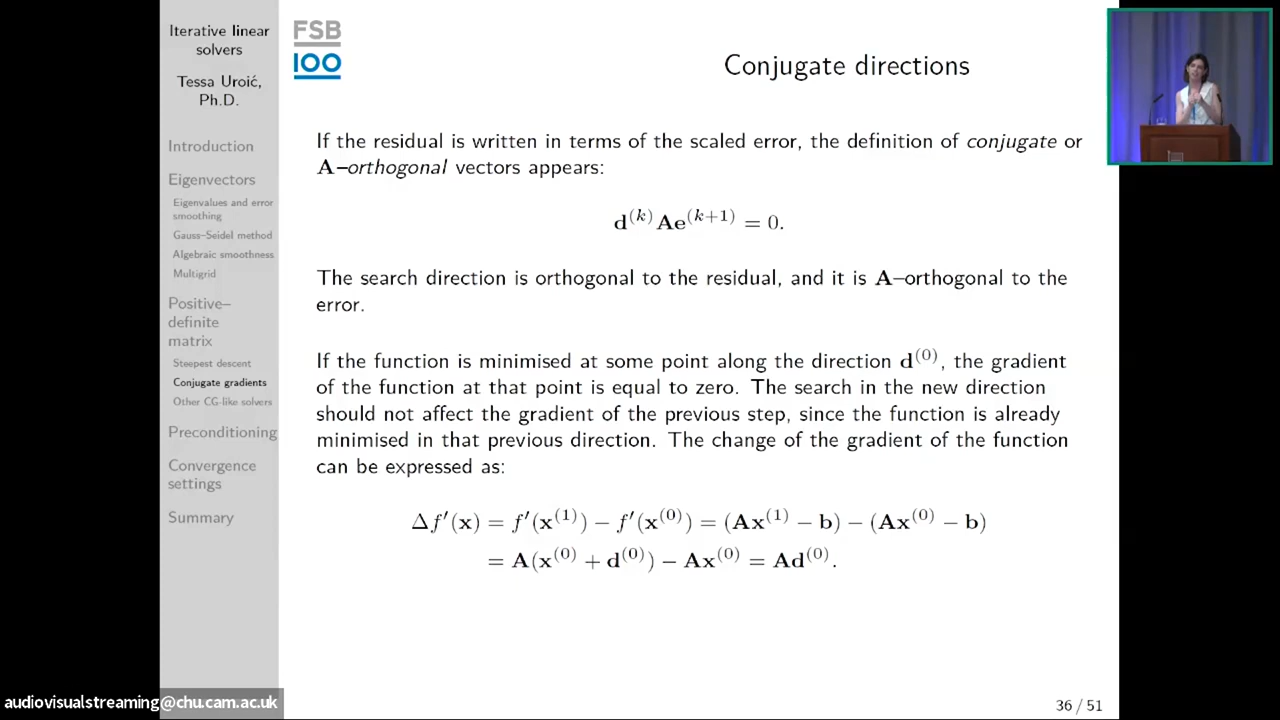 Iterative linear
solvers
Tessa Uroić,
Ph.D.
Introduction
Eigenvectors
Eigenvalues and error
smoothing
Gauss–Seidel method
Algebraic smoothness
Multigrid
Positive–
definite
matrix
Steepest descent
Conjugate gradients
Other CG-like solvers
Preconditioning
Convergence
settings
Summary
FSB
100
Conjugate directions
If the residual is written in terms of the scaled error, the definition of conjugate or
A–orthogonal vectors appears:
d^(k) Ae^(k+1) = 0.
The search direction is orthogonal to the residual, and it is A–orthogonal to the
error.
If the function is minimised at some point along the direction d^(0), the gradient
of the function at that point is equal to zero. The search in the new direction
should not affect the gradient of the previous step, since the function is already
minimised in that previous direction. The change of the gradient of the function
can be expressed as:
Δf′(x) = f′(x^(1)) − f′(x^(0)) = (Ax^(1) − b) − (Ax^(0) − b)
= A(x^(0) + d^(0)) − Ax^(0) = Ad^(0).
audiovisualstreaming@chu.cam.ac.uk
36 / 51